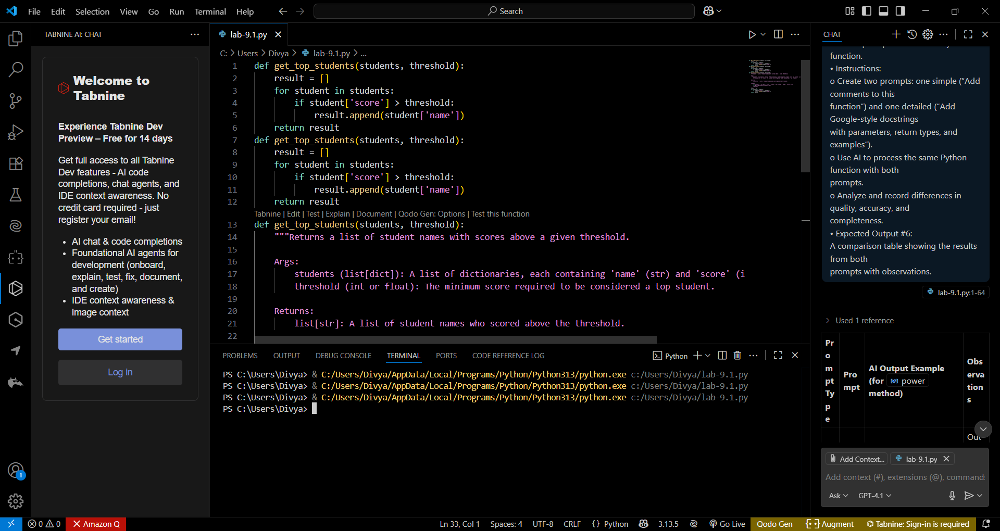 File Edit Selection View Go Run Terminal Help
Search
TABNINE AI: CHAT
Welcome to
Tabnine
Experience Tabnine Dev
Preview – Free for 14 days
Get full access to all Tabnine
Dev features - AI code
completions, chat agents, and
IDE context awareness. No
credit card required - just
register your email!
• AI chat & code completions
• Foundational AI agents for
development (onboard,
explain, test, fix, document,
and create)
• IDE context awareness &
image context
Get started
Log in
1
lab-9.1.py
C: > Users > Divya > lab-9.1.py > ...
1 def get_top_students(students, threshold):
2 result = []
3 for student in students:
4 if student['score'] > threshold:
5 result.append(student['name'])
6 return result
7 def get_top_students(students, threshold):
8 result = []
9 for student in students:
10 if student['score'] > threshold:
11 result.append(student['name'])
12 return result
Tabnine | Edit | Test | Explain | Document | Qodo Gen: Options | Test this function
13 def get_top_students(students, threshold):
14 """Returns a list of student names with scores above a given threshold.
15
16 Args:
17 students (list[dict]): A list of dictionaries, each containing 'name' (str) and 'score' (i
18 threshold (int or float): The minimum score required to be considered a top student.
19
20 Returns:
21 list[str]: A list of student names who scored above the threshold.
22
PROBLEMS OUTPUT DEBUG CONSOLE TERMINAL PORTS CODE REFERENCE LOG
Python
PS C:\Users\Divya> & C:/Users/Divya/AppData/Local/Programs/Python/Python313/python.exe c:/Users/Divya/lab-9.1.py
PS C:\Users\Divya> & C:/Users/Divya/AppData/Local/Programs/Python/Python313/python.exe c:/Users/Divya/lab-9.1.py
PS C:\Users\Divya> & C:/Users/Divya/AppData/Local/Programs/Python/Python313/python.exe c:/Users/Divya/lab-9.1.py
PS C:\Users\Divya>
CHAT
function.
• Instructions:
o Create two prompts: one simple (“Add
comments to this
function”) and one detailed (“Add
Google-style docstrings
with parameters, return types, and
examples”).
o Use AI to process the same Python
function with both
prompts.
o Analyze and record differences in
quality, accuracy, and
completeness.
• Expected Output #6:
A comparison table showing the results
from both
prompts with observations.
lab-9.1.py:1-64
Used 1 reference
Pr
o
m
pt
Ty
p
e
Pro
mpt
AI Output Example
(for power
method)
Obs
erva
tion
s
Out
Add Context...
lab-9.1.py
Add context (#), extensions (@), command
Ask GPT-4.1
0 0 Amazon Q Ln 33, Col 1 Spaces: 4 UTF-8 CRLF {} Python 3.13.5 Go Live Qodo Gen Augment Tabnine: Sign-in is required